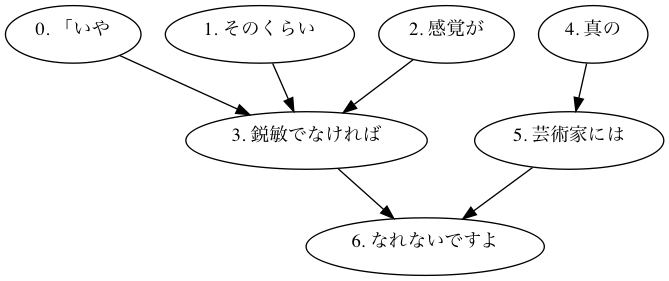 0. 「いや
1. そのくらい
2. 感覚が
4. 真の
3. 鋭敏でなければ
5. 芸術家には
6. なれないですよ